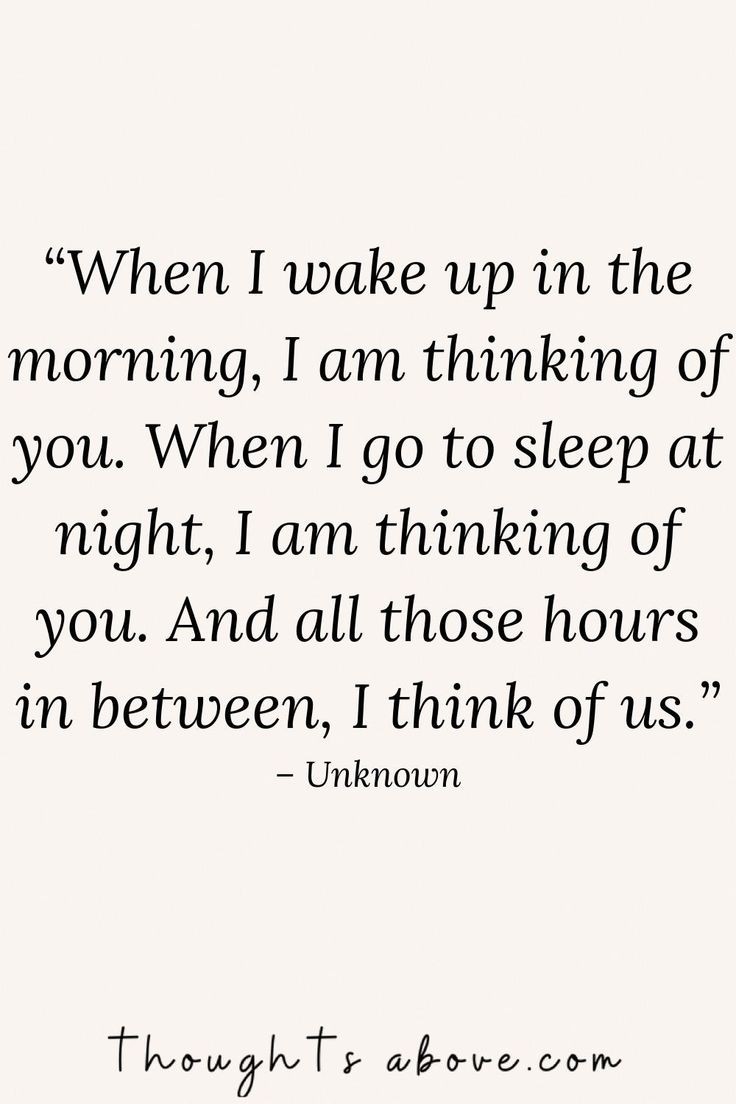 “When I wake up in the
morning, I am thinking of
you. When I go to sleep at
night, I am thinking of
you. And all those hours
in between, I think of us.”
– Unknown
Thoughts above.com